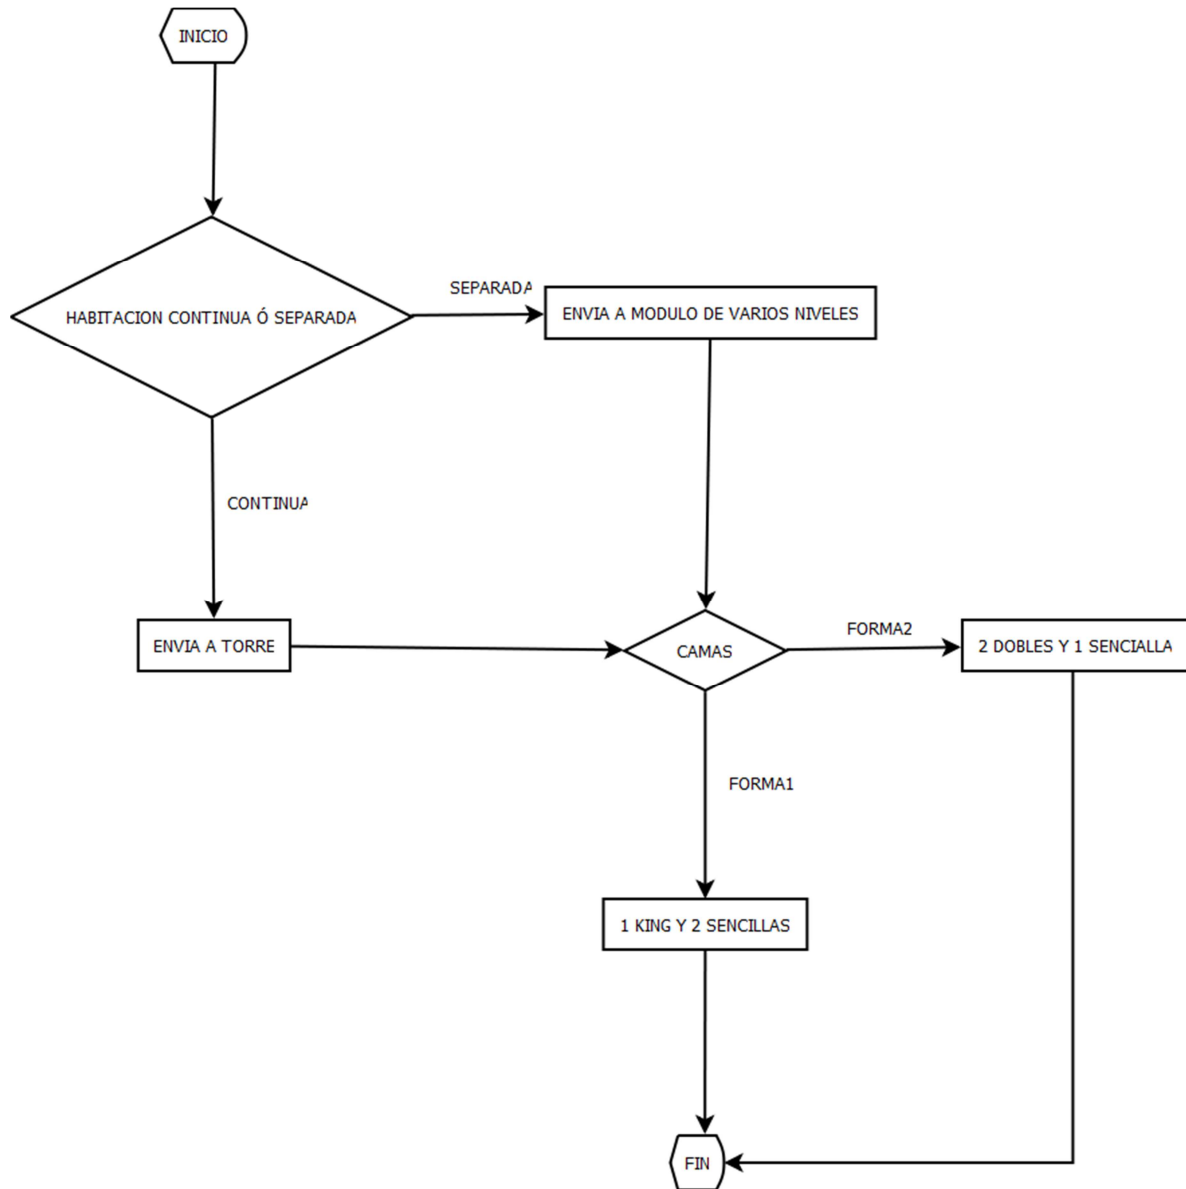 INICIO
HABITACION CONTINUA Ó SEPARADA
SEPARADA
ENVIA A MODULO DE VARIOS NIVELES
CONTINUA
ENVIA A TORRE
CAMAS
FORMA2
2 DOBLES Y 1 SENCIALLA
FORMA1
1 KING Y 2 SENCILLAS
FIN